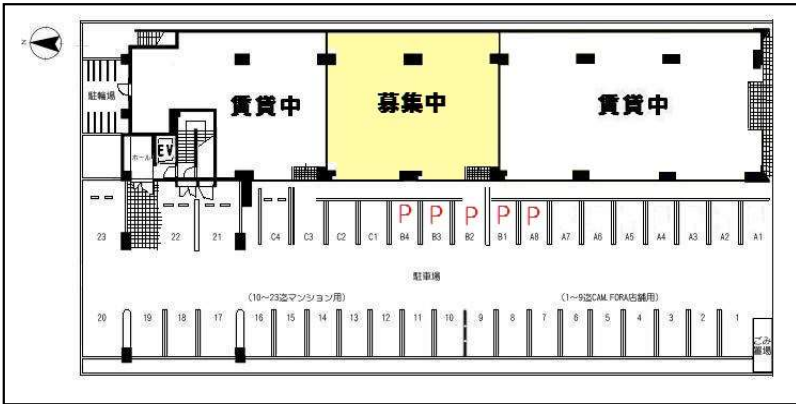 N
駐輪場
ホール
EV
賃貸中
募集中
賃貸中
P P P P P
23 22 21 C4 C3 C2 C1 B4 B3 B2 B1 A8 A7 A6 A5 A4 A3 A2 A1
駐車場
(10~23迄マンション用)
(1~9迄CAM.FORA店舗用)
20 19 18 17 16 15 14 13 12 11 10 9 8 7 6 5 4 3 2 1
ごみ
置場